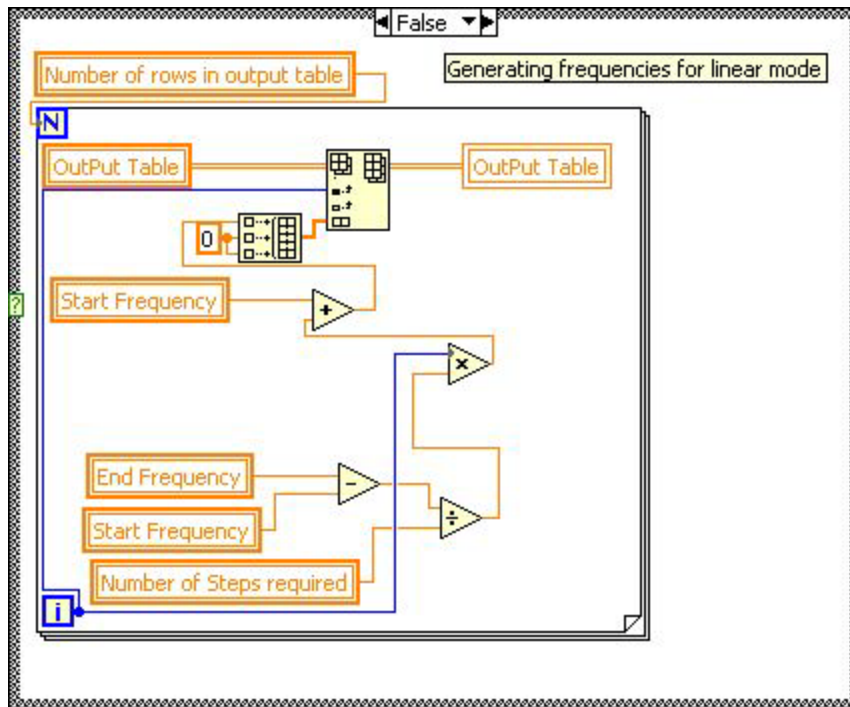 False
Number of rows in output table
Generating frequencies for linear mode
N
OutPut Table
OutPut Table
0
Start Frequency
+
?
x
End Frequency
-
Start Frequency
÷
Number of Steps required
i